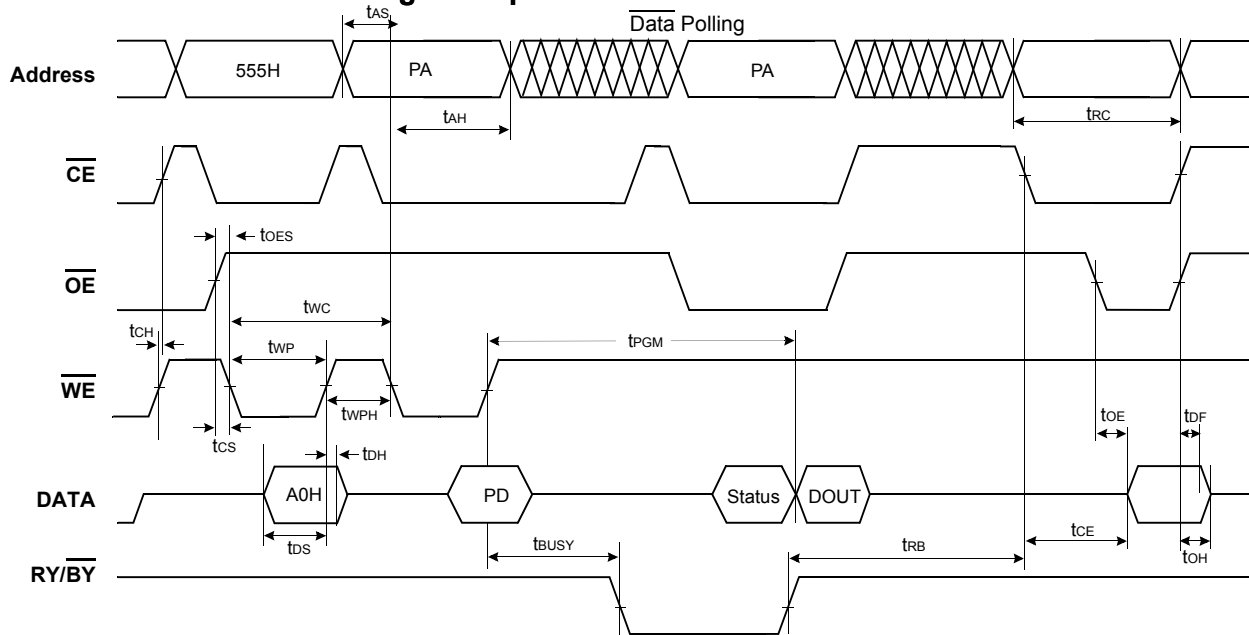 tAS
Data Polling
Address
555H
PA
PA
tAH
tRC
CE
tOES
OE
tWC
tCH
tWP
tPGM
WE
tWPH
tOE
tDF
tCS
tDH
DATA
A0H
PD
Status
DOUT
tDS
tBUSY
tRB
tCE
tOH
RY/BY